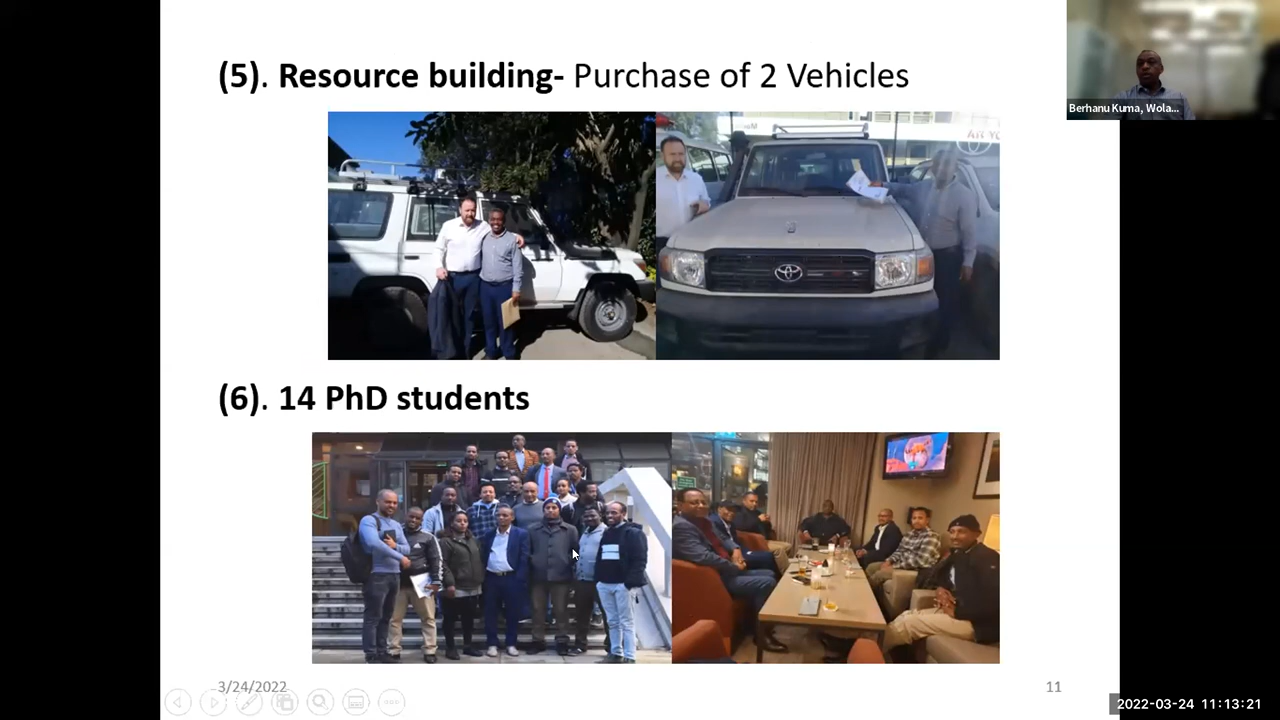 (5). Resource building- Purchase of 2 Vehicles
Berhanu Kuma, Wola...
(6). 14 PhD students
3/24/2022
11
2022-03-24 11:13:21